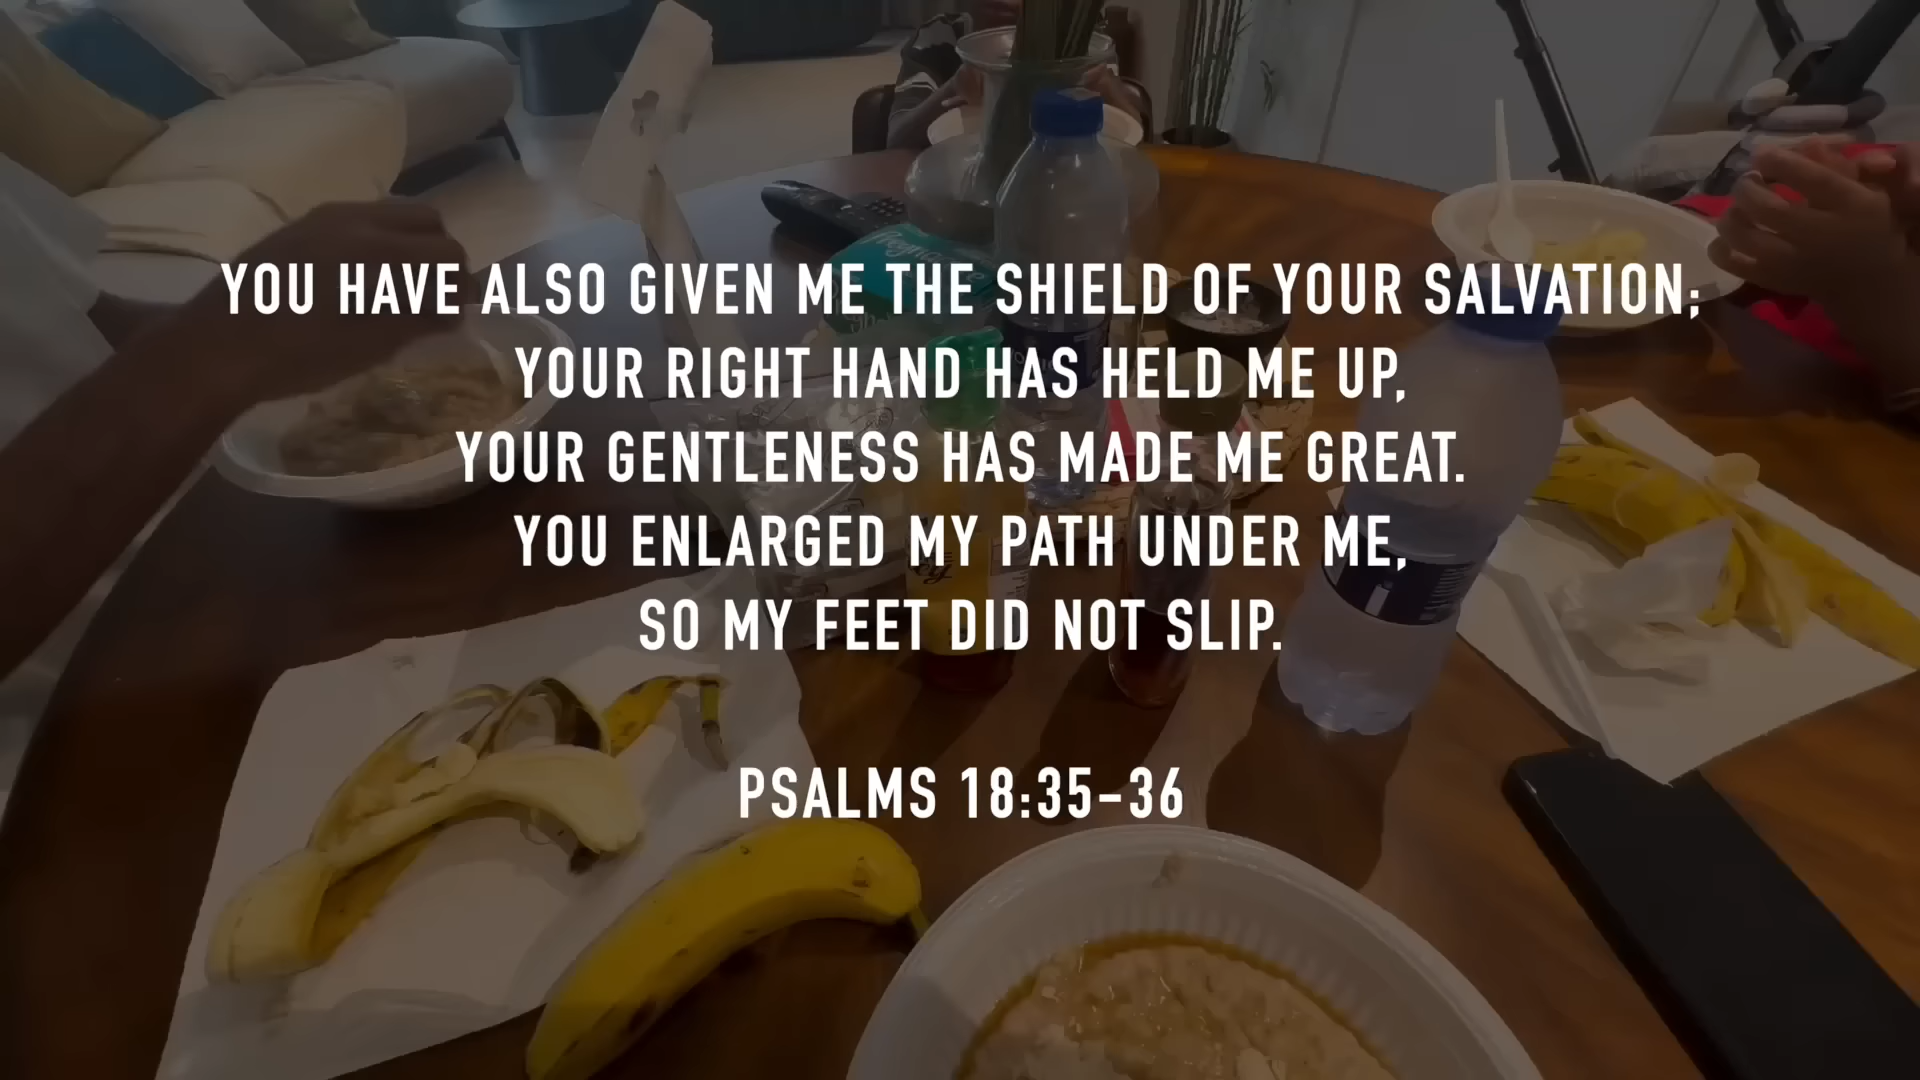 YOU HAVE ALSO GIVEN ME THE SHIELD OF YOUR SALVATION;
YOUR RIGHT HAND HAS HELD ME UP,
YOUR GENTLENESS HAS MADE ME GREAT.
YOU ENLARGED MY PATH UNDER ME,
SO MY FEET DID NOT SLIP.
PSALMS 18:35-36